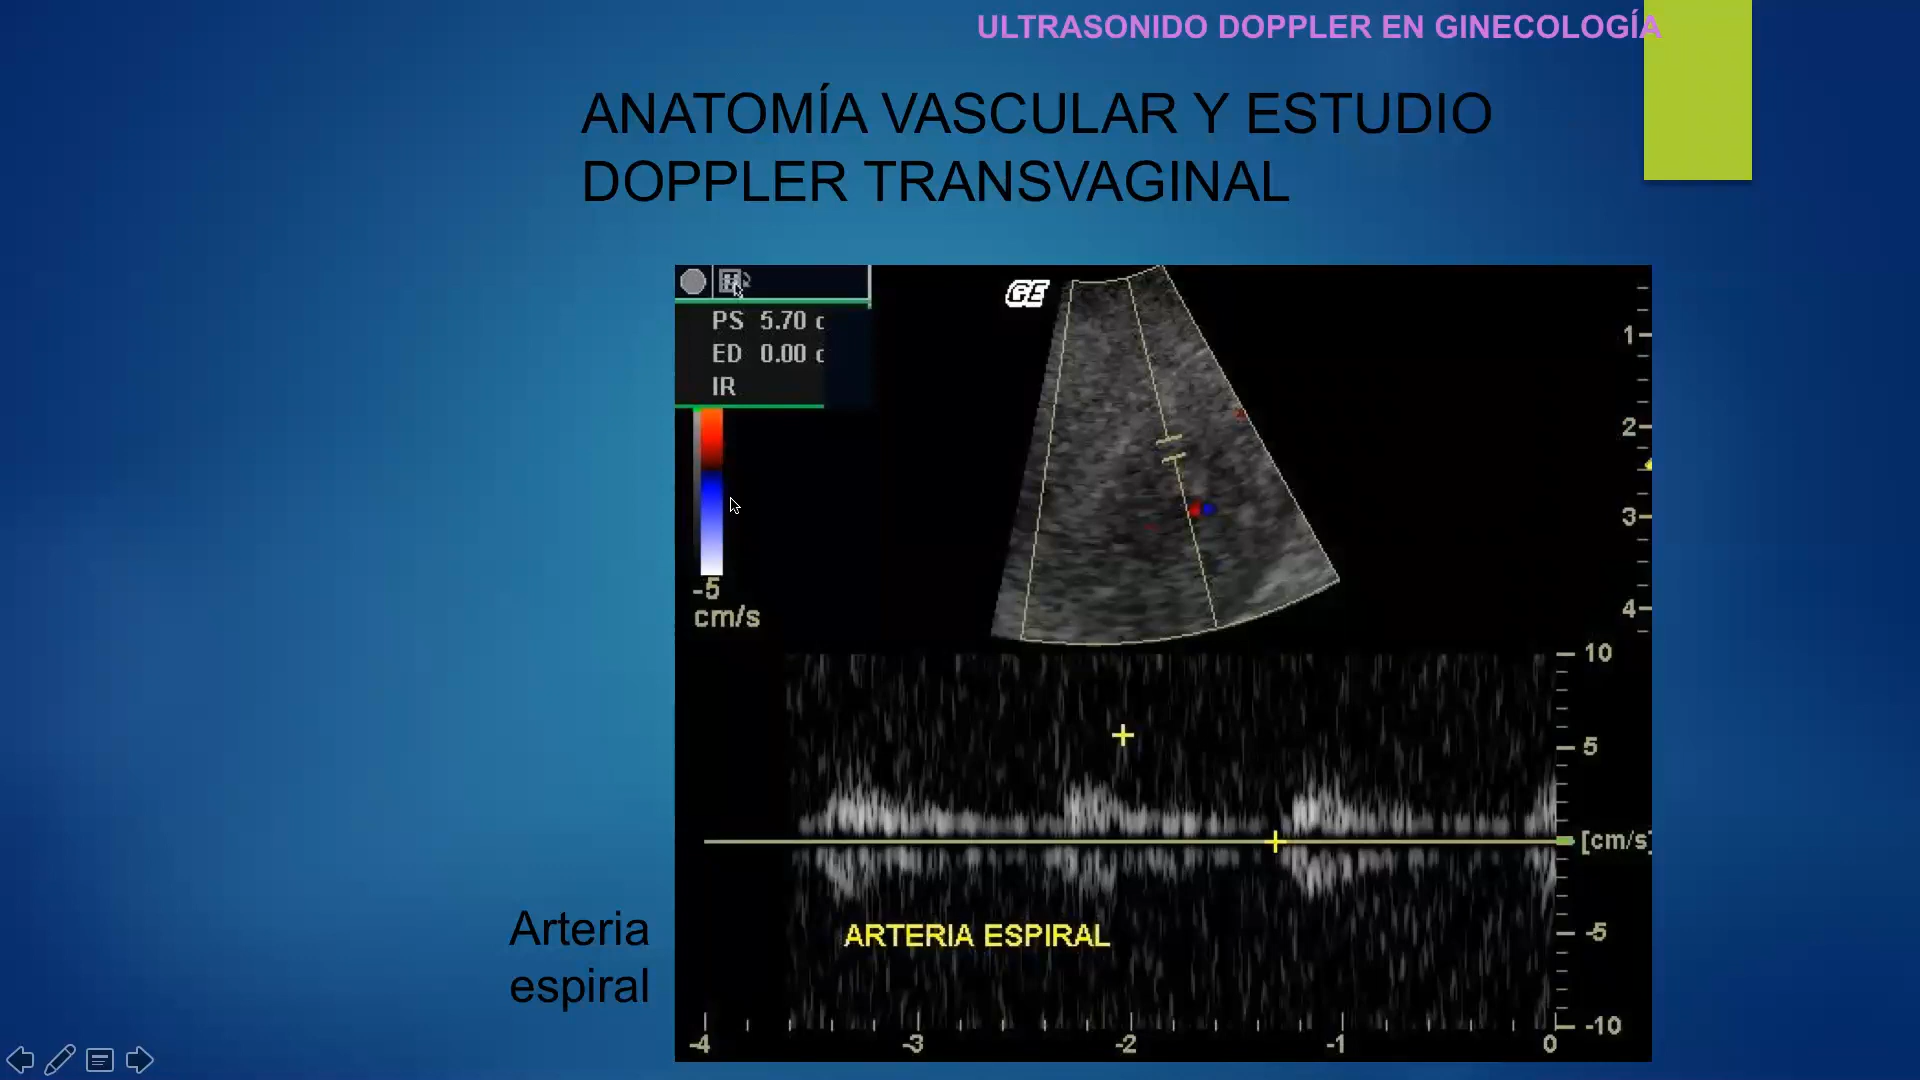 ULTRASONIDO DOPPLER EN GINECOLOGÍA
ANATOMÍA VASCULAR Y ESTUDIO
DOPPLER TRANSVAGINAL
GE
PS 5.70 c
ED 0.00 c
IR
-5
cm/s
1
2
3
4
10
5
[cm/s]
-5
-10
ARTERIA ESPIRAL
-4 -3 -2 -1 0
Arteria
espiral